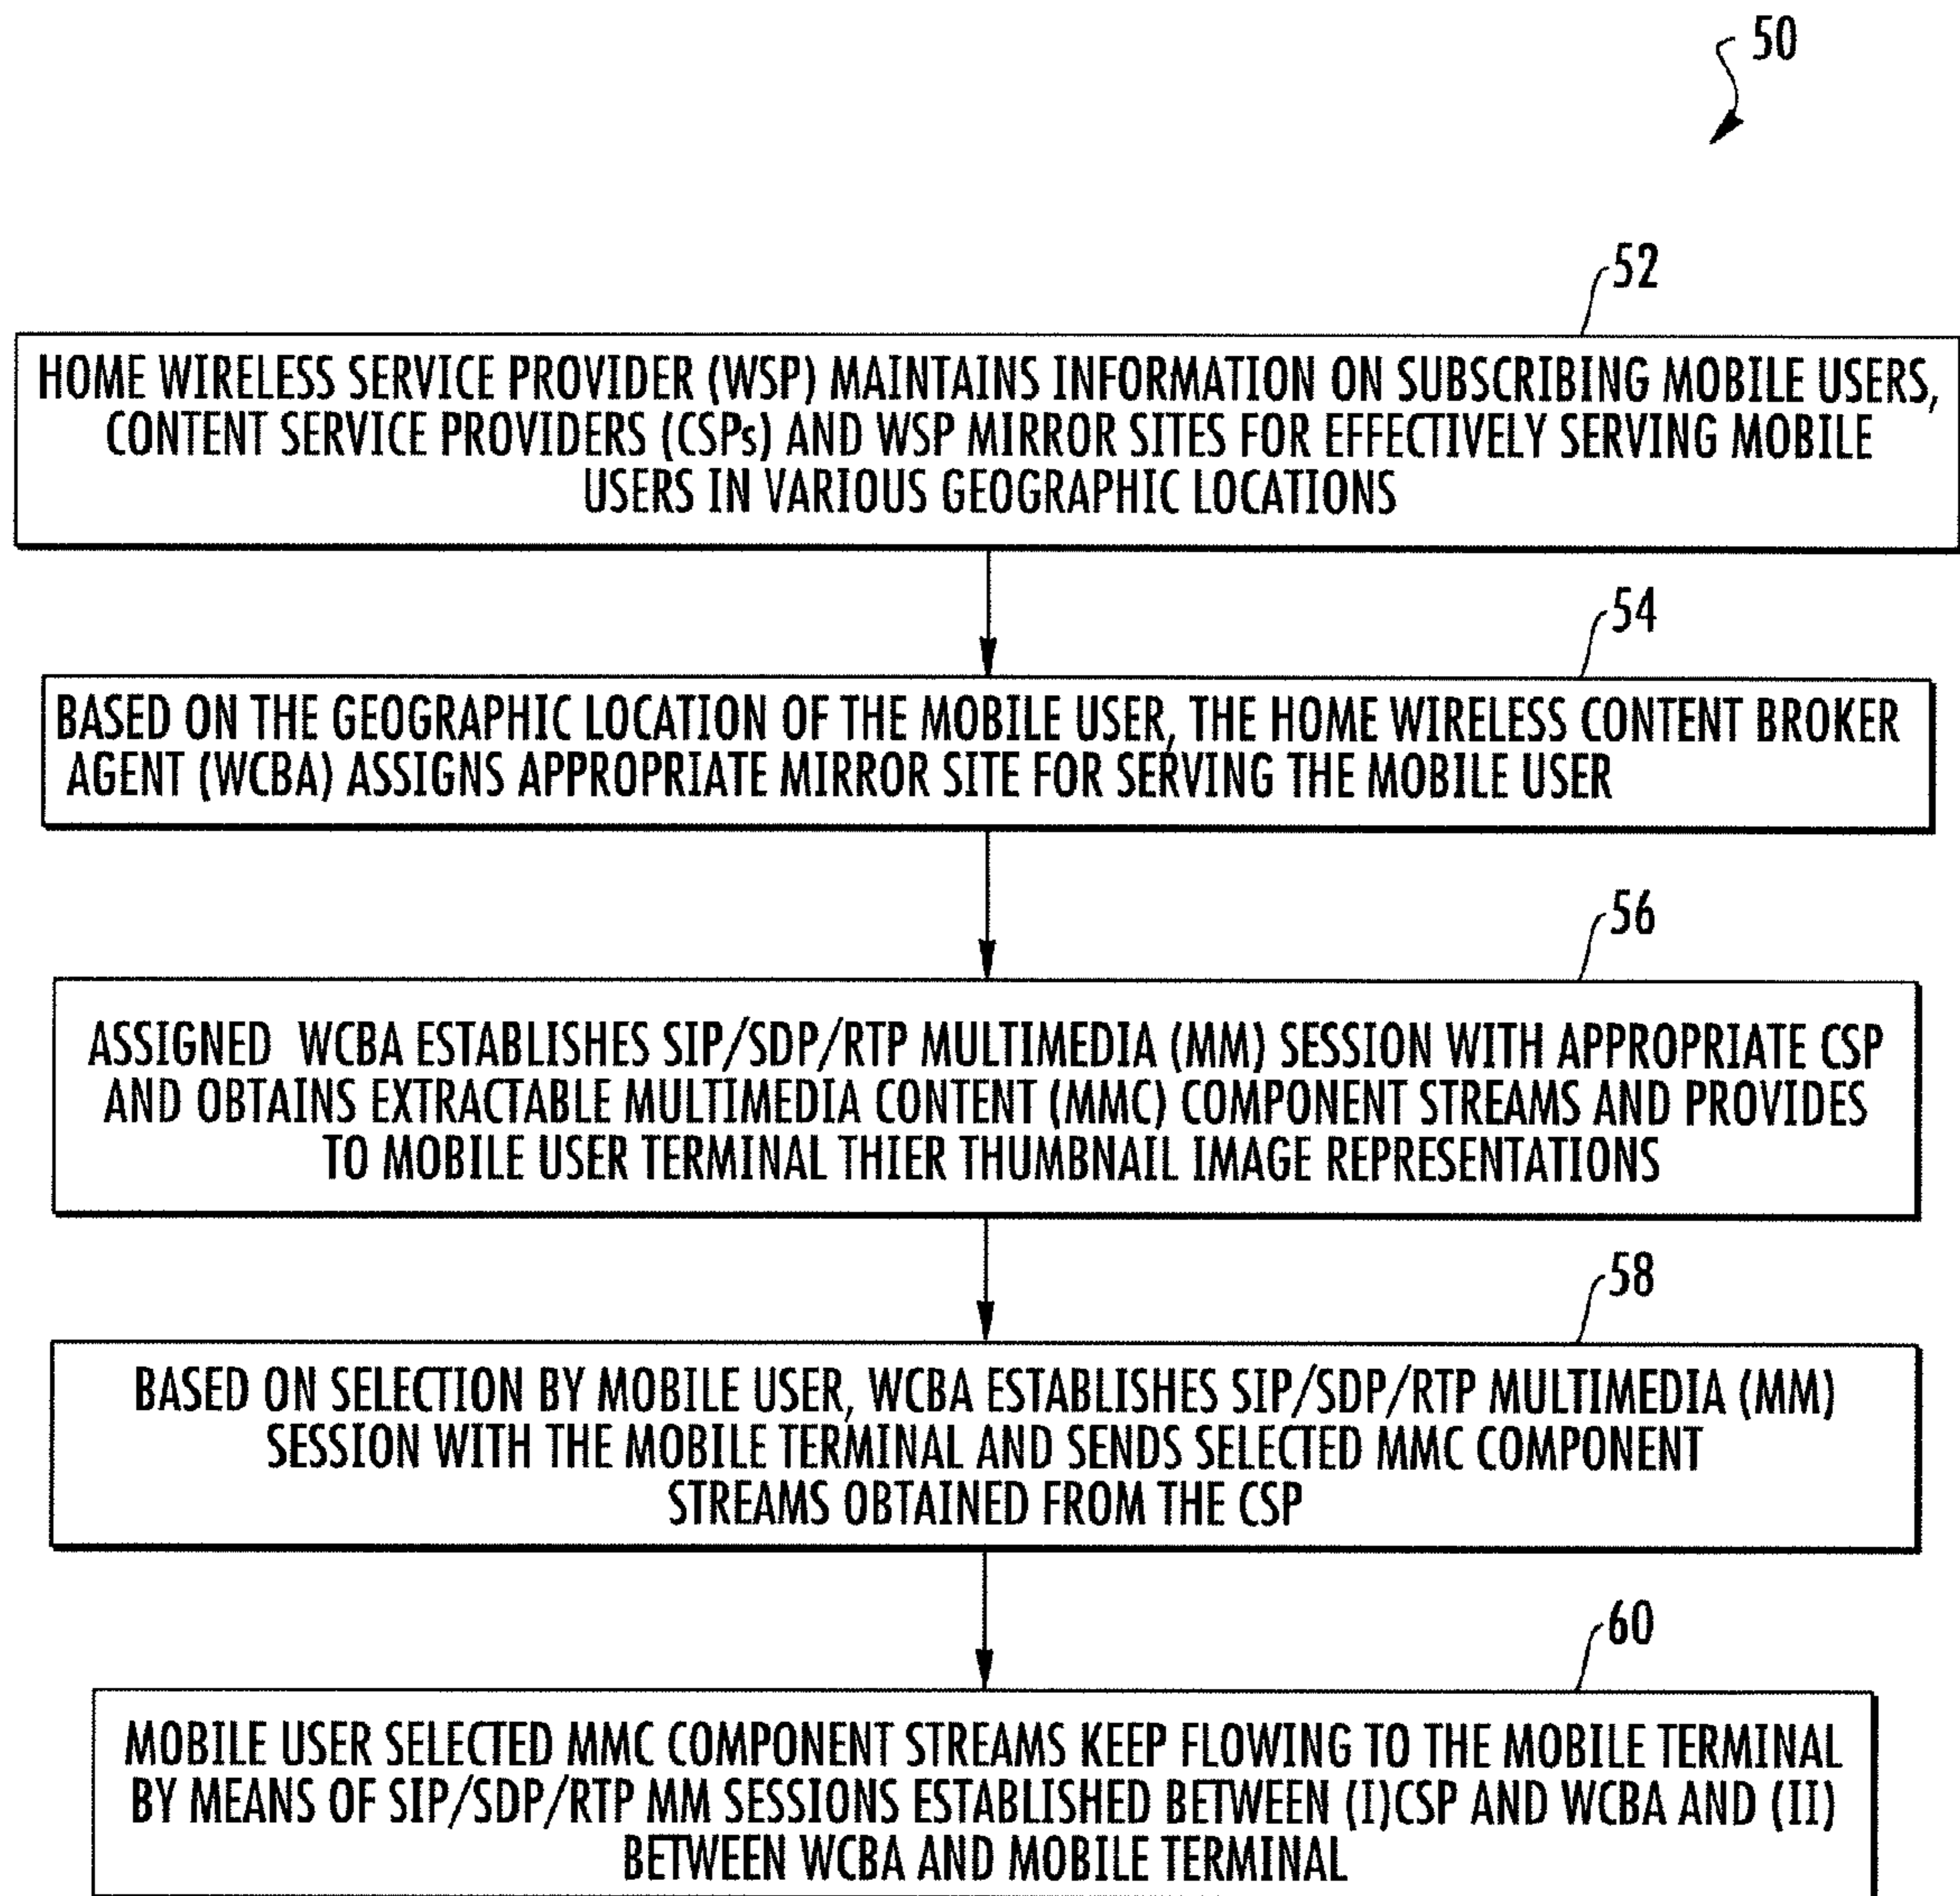 50
52
HOME WIRELESS SERVICE PROVIDER (WSP) MAINTAINS INFORMATION ON SUBSCRIBING MOBILE USERS,
CONTENT SERVICE PROVIDERS (CSPs) AND WSP MIRROR SITES FOR EFFECTIVELY SERVING MOBILE
USERS IN VARIOUS GEOGRAPHIC LOCATIONS
54
BASED ON THE GEOGRAPHIC LOCATION OF THE MOBILE USER, THE HOME WIRELESS CONTENT BROKER
AGENT (WCBA) ASSIGNS APPROPRIATE MIRROR SITE FOR SERVING THE MOBILE USER
56
ASSIGNED WCBA ESTABLISHES SIP/SDP/RTP MULTIMEDIA (MM) SESSION WITH APPROPRIATE CSP
AND OBTAINS EXTRACTABLE MULTIMEDIA CONTENT (MMC) COMPONENT STREAMS AND PROVIDES
TO MOBILE USER TERMINAL THIER THUMBNAIL IMAGE REPRESENTATIONS
58
BASED ON SELECTION BY MOBILE USER, WCBA ESTABLISHES SIP/SDP/RTP MULTIMEDIA (MM)
SESSION WITH THE MOBILE TERMINAL AND SENDS SELECTED MMC COMPONENT
STREAMS OBTAINED FROM THE CSP
60
MOBILE USER SELECTED MMC COMPONENT STREAMS KEEP FLOWING TO THE MOBILE TERMINAL
BY MEANS OF SIP/SDP/RTP MM SESSIONS ESTABLISHED BETWEEN (I)CSP AND WCBA AND (II)
BETWEEN WCBA AND MOBILE TERMINAL